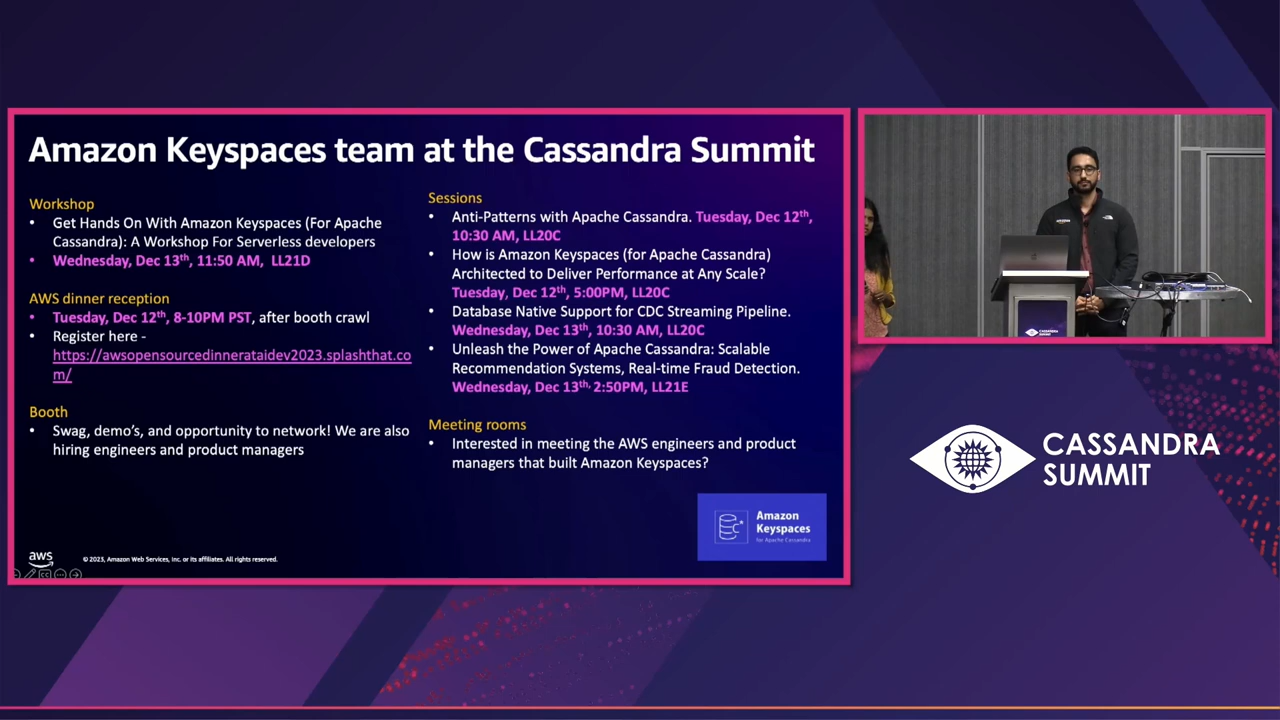 Amazon Keyspaces team at the Cassandra Summit
Workshop
• Get Hands On With Amazon Keyspaces (For Apache
Cassandra): A Workshop For Serverless developers
• Wednesday, Dec 13th, 11:50 AM, LL21D
AWS dinner reception
• Tuesday, Dec 12th, 8-10PM PST, after booth crawl
• Register here -
https://awsopensourcedinnerataidev2023.splashthat.co
m/
Booth
• Swag, demo’s, and opportunity to network! We are also
hiring engineers and product managers
Sessions
• Anti-Patterns with Apache Cassandra. Tuesday, Dec 12th,
10:30 AM, LL20C
• How is Amazon Keyspaces (for Apache Cassandra)
Architected to Deliver Performance at Any Scale?
Tuesday, Dec 12th, 5:00PM, LL20C
• Database Native Support for CDC Streaming Pipeline.
Wednesday, Dec 13th, 10:30 AM, LL20C
• Unleash the Power of Apache Cassandra: Scalable
Recommendation Systems, Real-time Fraud Detection.
Wednesday, Dec 13th, 2:50PM, LL21E
Meeting rooms
• Interested in meeting the AWS engineers and product
managers that built Amazon Keyspaces?
Amazon
Keyspaces
for Apache Cassandra
aws
© 2023, Amazon Web Services, Inc. or its affiliates. All rights reserved.
CASSANDRA
SUMMIT